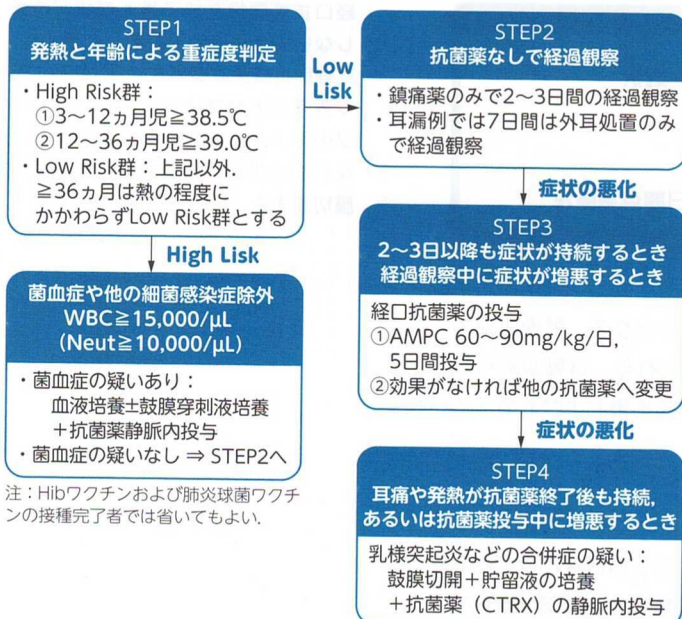 STEP1
発熱と年齢による重症度判定
・High Risk群：
①3〜12ヵ月児≧38.5℃
②12〜36ヵ月児≧39.0℃
・Low Risk群：上記以外.
≧36ヵ月は熱の程度に
かかわらずLow Risk群とする
Low
Lisk
High Lisk
菌血症や他の細菌感染症除外
WBC≧15,000/μL
(Neut≧10,000/μL)
・菌血症の疑いあり：
血液培養±鼓膜穿刺液培養
＋抗菌薬静脈内投与
・菌血症の疑いなし ⇒ STEP2へ
注：Hibワクチンおよび肺炎球菌ワクチ
ンの接種完了者では省いてもよい.
STEP2
抗菌薬なしで経過観察
・鎮痛薬のみで2〜3日間の経過観察
・耳漏例では7日間は外耳処置のみ
で経過観察
症状の悪化
STEP3
2〜3日以降も症状が持続するとき
経過観察中に症状が増悪するとき
経口抗菌薬の投与
①AMPC 60〜90mg/kg/日,
5日間投与
②効果がなければ他の抗菌薬へ変更
症状の悪化
STEP4
耳痛や発熱が抗菌薬終了後も持続,
あるいは抗菌薬投与中に増悪するとき
乳様突起炎などの合併症の疑い：
鼓膜切開＋貯留液の培養
＋抗菌薬（CTRX）の静脈内投与